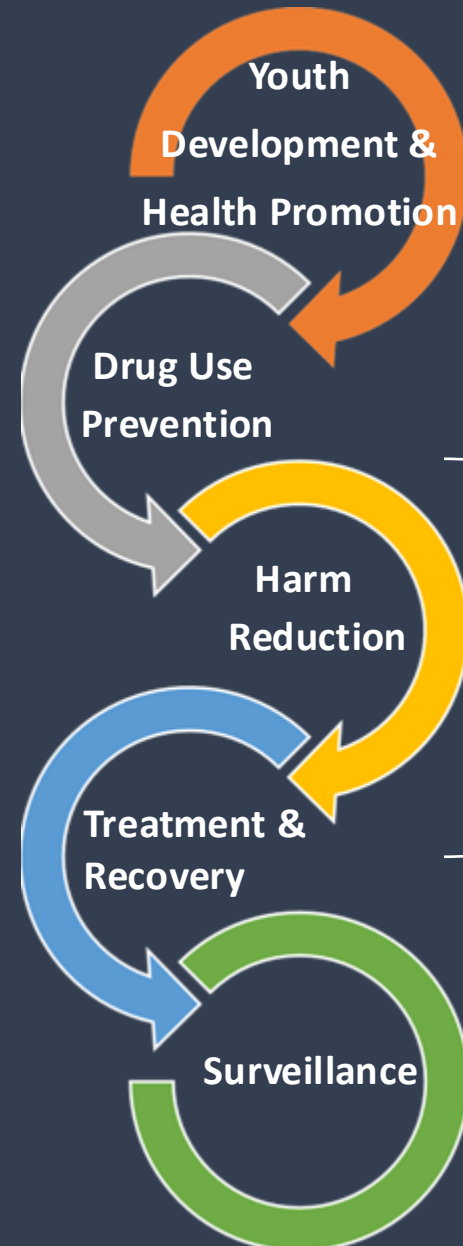 Youth
Development &
Health Promotion
Drug Use
Prevention
Harm
Reduction
Treatment &
Recovery
Surveillance